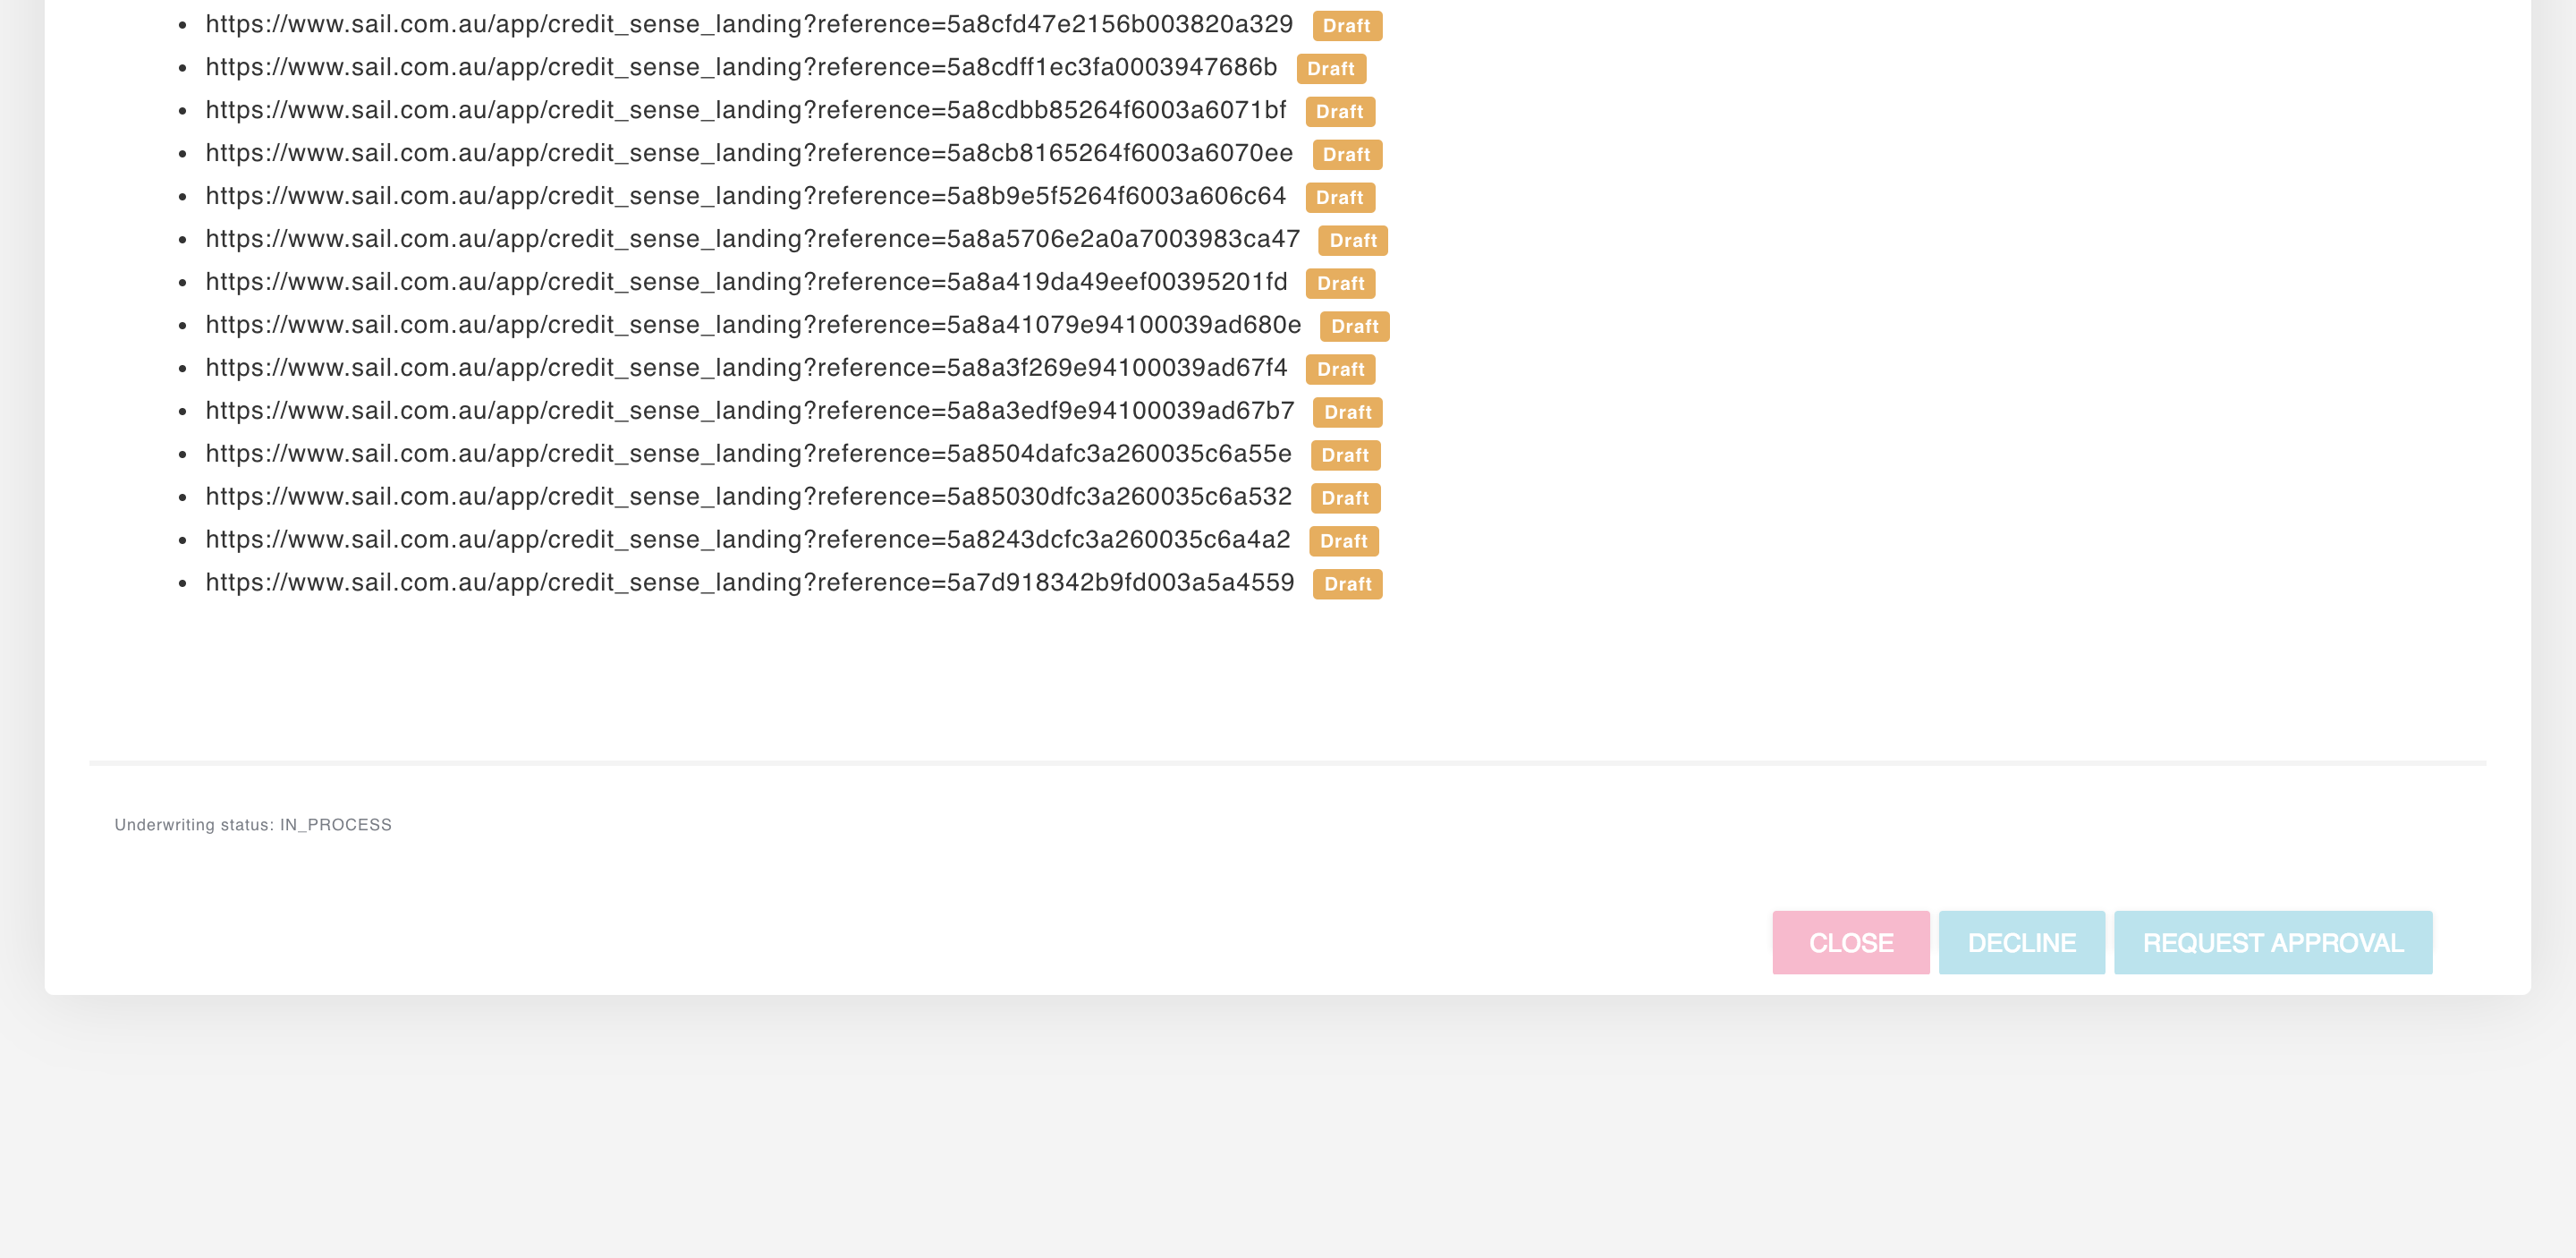 https://www.sail.com.au/app/credit_sense_landing?reference=5a8cfd47e2156b003820a329 Draft
https://www.sail.com.au/app/credit_sense_landing?reference=5a8cdff1ec3fa0003947686b Draft
https://www.sail.com.au/app/credit_sense_landing?reference=5a8cdbb85264f6003a6071bf Draft
https://www.sail.com.au/app/credit_sense_landing?reference=5a8cb8165264f6003a6070ee Draft
https://www.sail.com.au/app/credit_sense_landing?reference=5a8b9e5f5264f6003a606c64 Draft
https://www.sail.com.au/app/credit_sense_landing?reference=5a8a5706e2a0a7003983ca47 Draft
https://www.sail.com.au/app/credit_sense_landing?reference=5a8a419da49eef00395201fd Draft
https://www.sail.com.au/app/credit_sense_landing?reference=5a8a41079e94100039ad680e Draft
https://www.sail.com.au/app/credit_sense_landing?reference=5a8a3f269e94100039ad67f4 Draft
https://www.sail.com.au/app/credit_sense_landing?reference=5a8a3edf9e94100039ad67b7 Draft
https://www.sail.com.au/app/credit_sense_landing?reference=5a8504dafc3a260035c6a55e Draft
https://www.sail.com.au/app/credit_sense_landing?reference=5a85030dfc3a260035c6a532 Draft
https://www.sail.com.au/app/credit_sense_landing?reference=5a8243dcfc3a260035c6a4a2 Draft
https://www.sail.com.au/app/credit_sense_landing?reference=5a7d918342b9fd003a5a4559 Draft
Underwriting status: IN_PROCESS
CLOSE DECLINE REQUEST APPROVAL